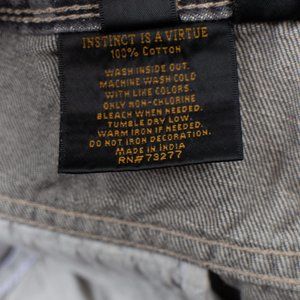 INSTINCT IS A VIRTUE
100% COTTON
WASH INSIDE OUT.
MACHINE WASH COLD
WITH LIKE COLORS.
ONLY NON-CHLORINE
BLEACH WHEN NEEDED.
TUMBLE DRY LOW.
WARM IRON IF NEEDED.
DO NOT IRON DECORATION.
MADE IN INDIA
RN# 73277